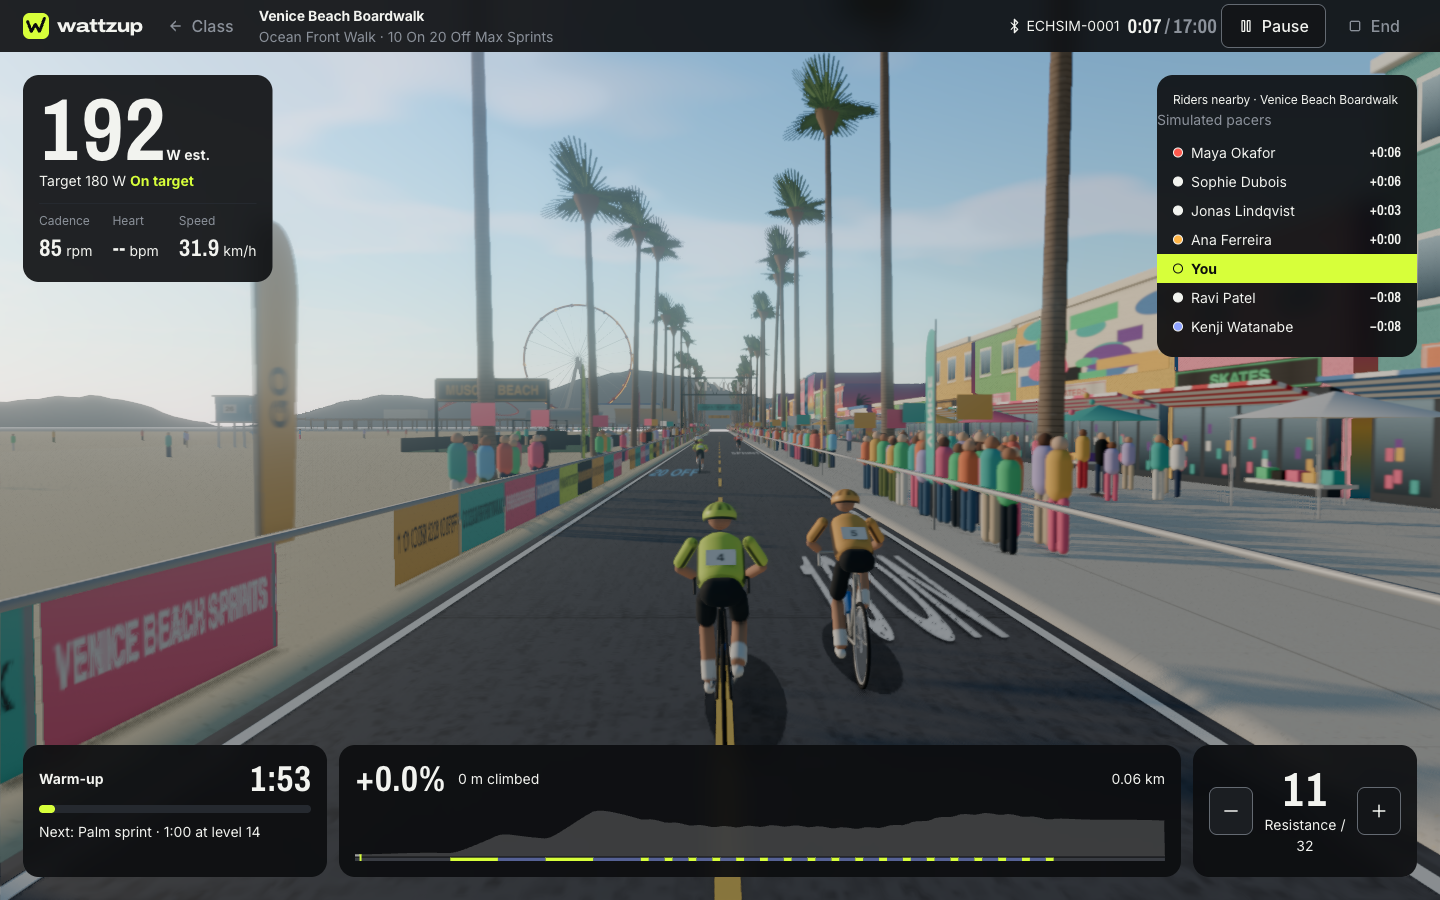 wattzup
Class
Venice Beach Boardwalk
Ocean Front Walk · 10 On 20 Off Max Sprints
ECHSIM-0001
0:07 / 17:00
Pause
End
192 W est.
Target 180 W On target
Cadence
Heart
Speed
85 rpm
-- bpm
31.9 km/h
Riders nearby · Venice Beach Boardwalk
Simulated pacers
Maya Okafor +0:06
Sophie Dubois +0:06
Jonas Lindqvist +0:03
Ana Ferreira +0:00
You
Ravi Patel −0:08
Kenji Watanabe −0:08
BEACH
SKATES
20 OFF
4
5
VENICE BEACH SPRINTS
Warm-up
1:53
Next: Palm sprint · 1:00 at level 14
+0.0%
0 m climbed
0.06 km
11
Resistance /
32